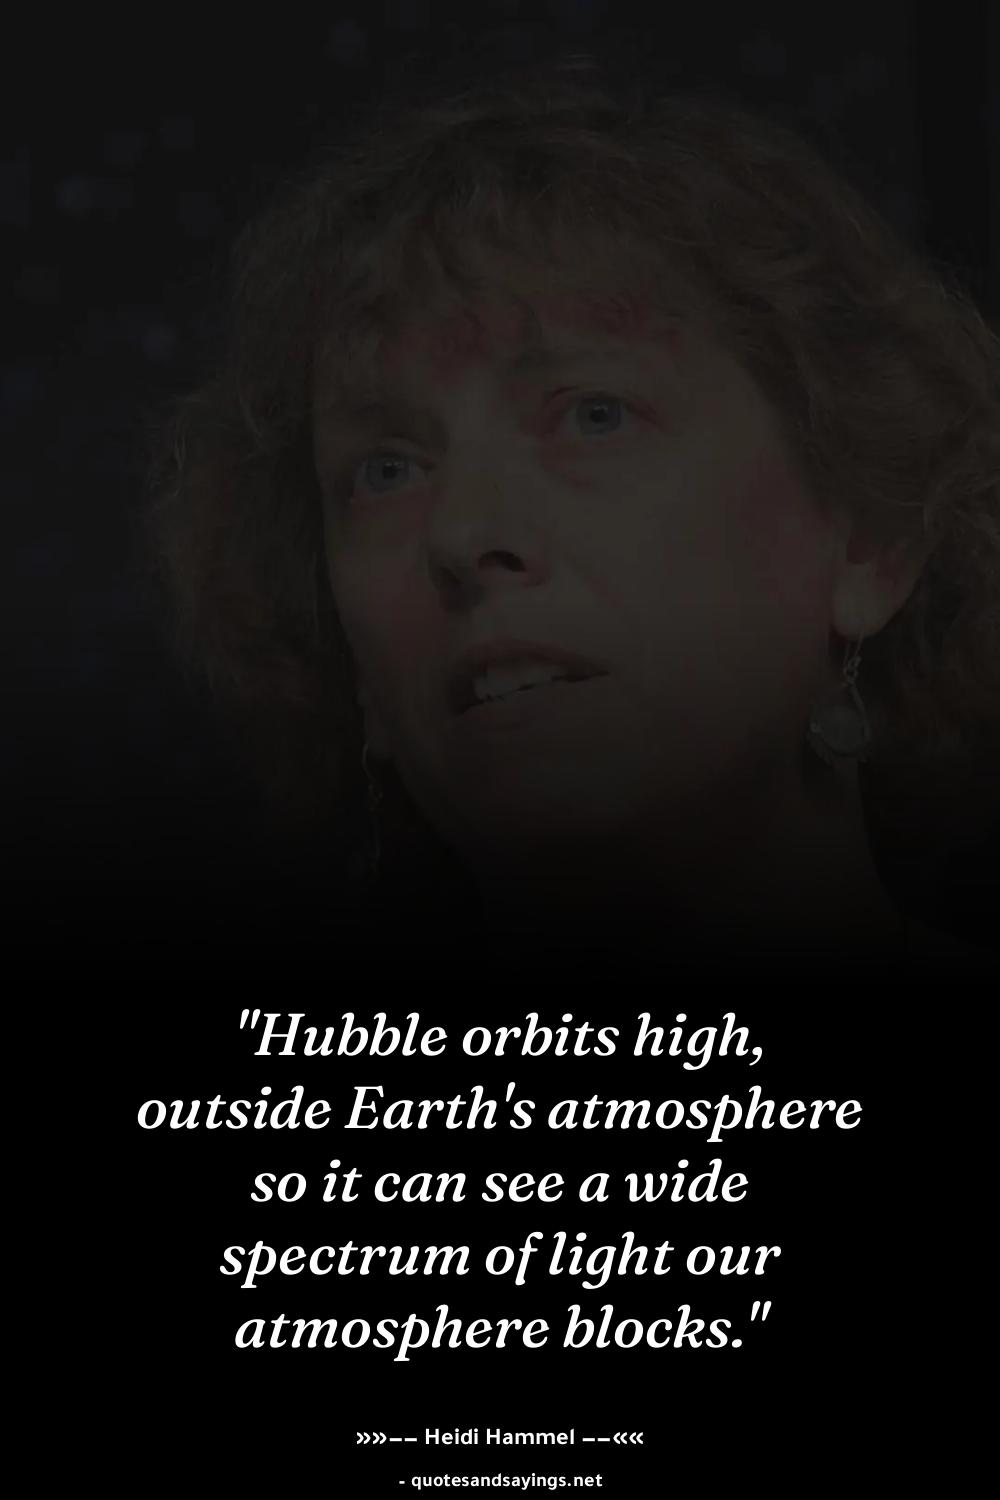 "Hubble orbits high,
outside Earth's atmosphere
so it can see a wide
spectrum of light our
atmosphere blocks."
»»−− Heidi Hammel −−««
- quotesandsayings.net